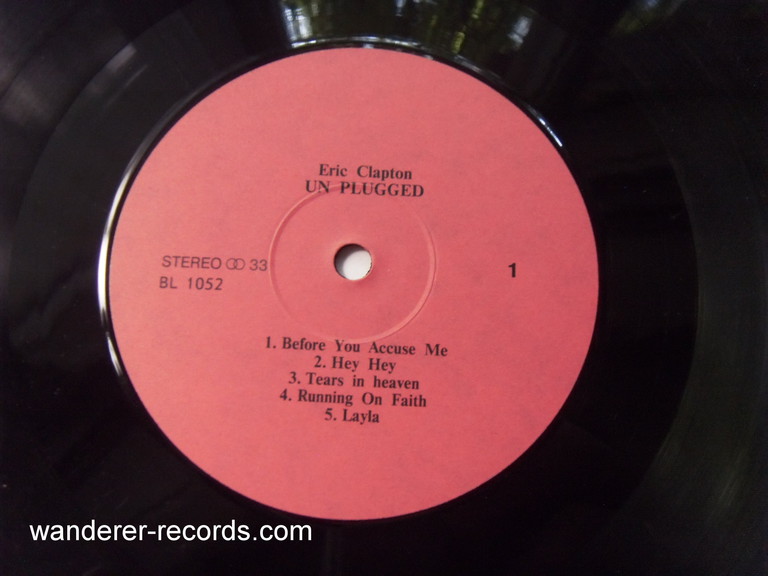 Eric Clapton
UN PLUGGED
STEREO 33
BL 1052
1
1. Before You Accuse Me
2. Hey Hey
3. Tears in heaven
4. Running On Faith
5. Layla
wanderer-records.com